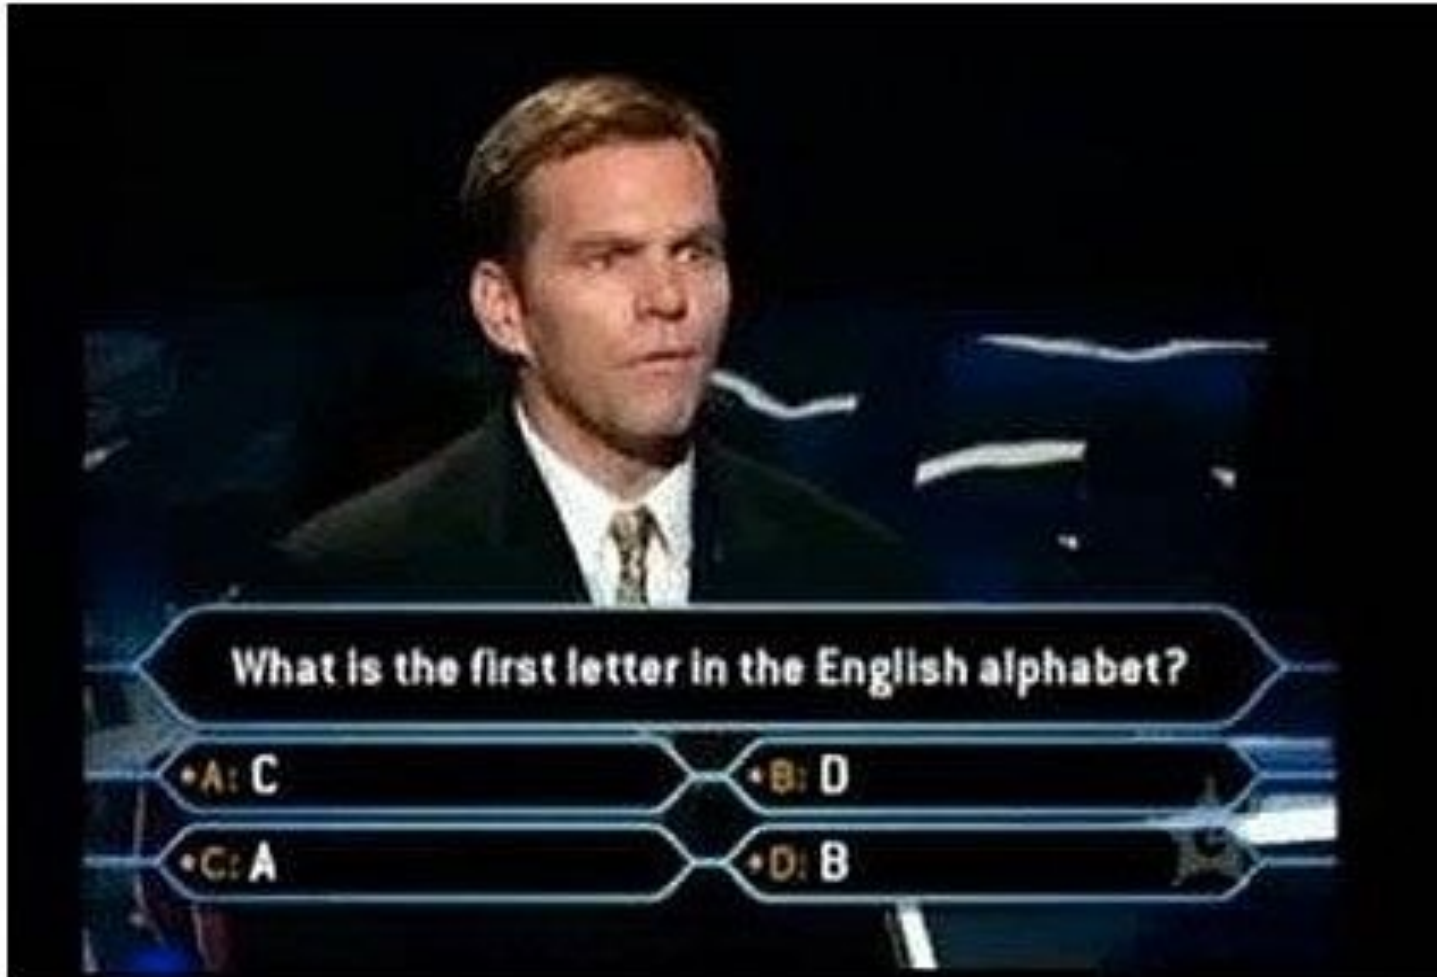 What is the first letter in the English alphabet?
•A: C •B: D
•C: A •D: B